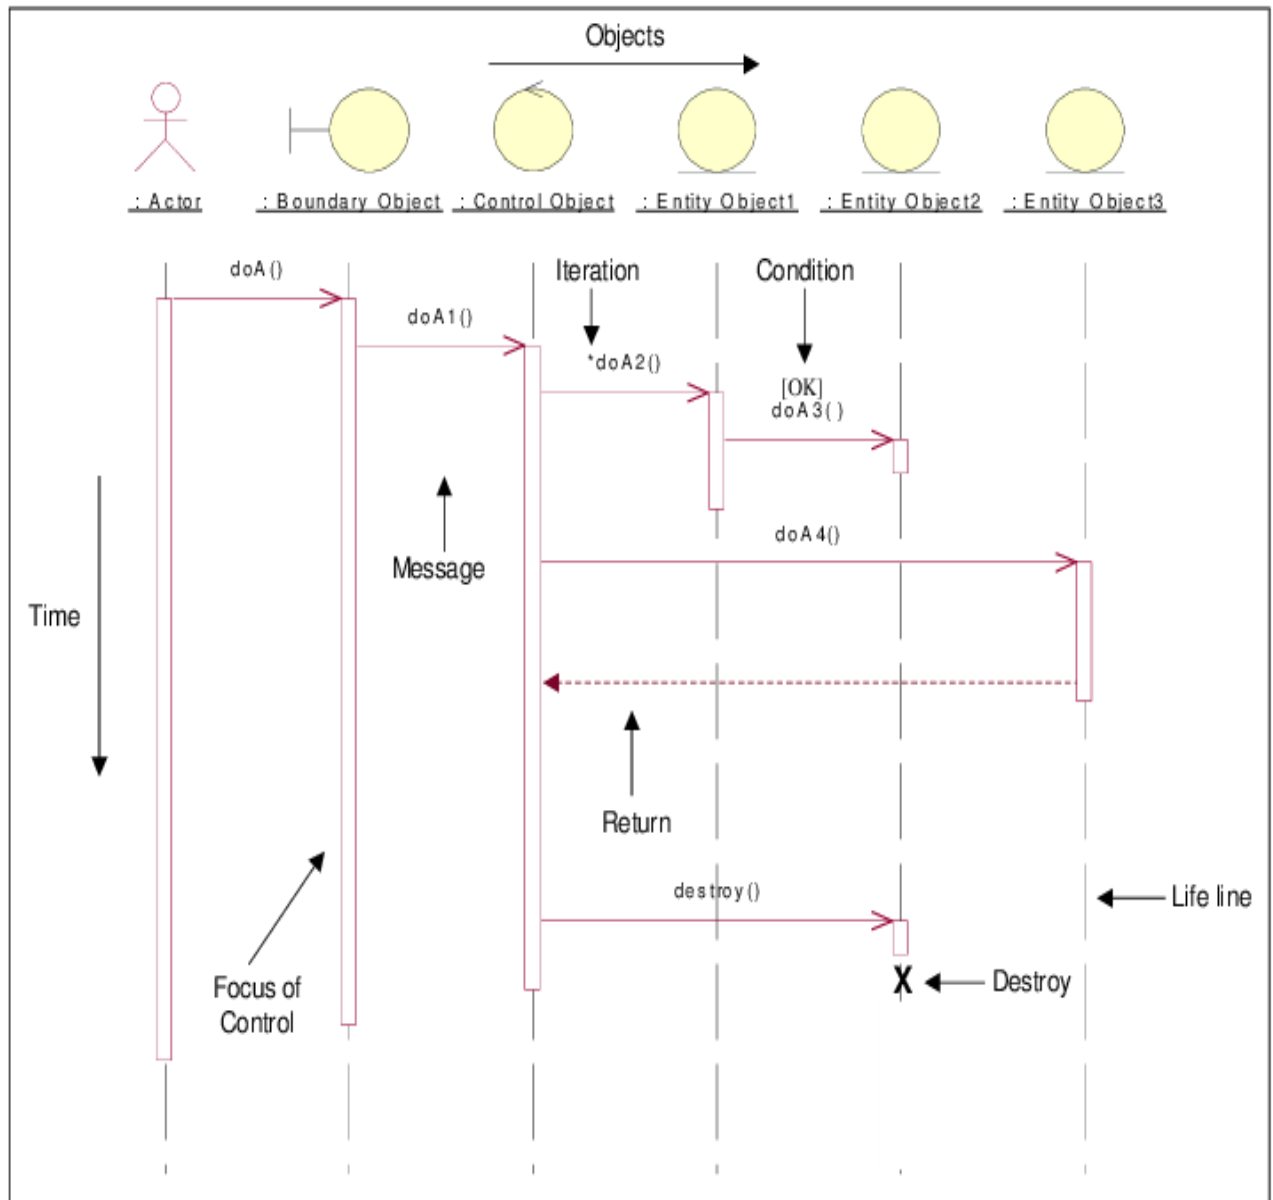 Objects
: Actor
: Boundary Object
: Control Object
: Entity Object1
: Entity Object2
: Entity Object3
doA()
Iteration
Condition
doA1()
*doA2()
[OK]
doA3( )
doA4()
Message
Time
Return
destroy()
Life line
Focus of
Control
X
Destroy